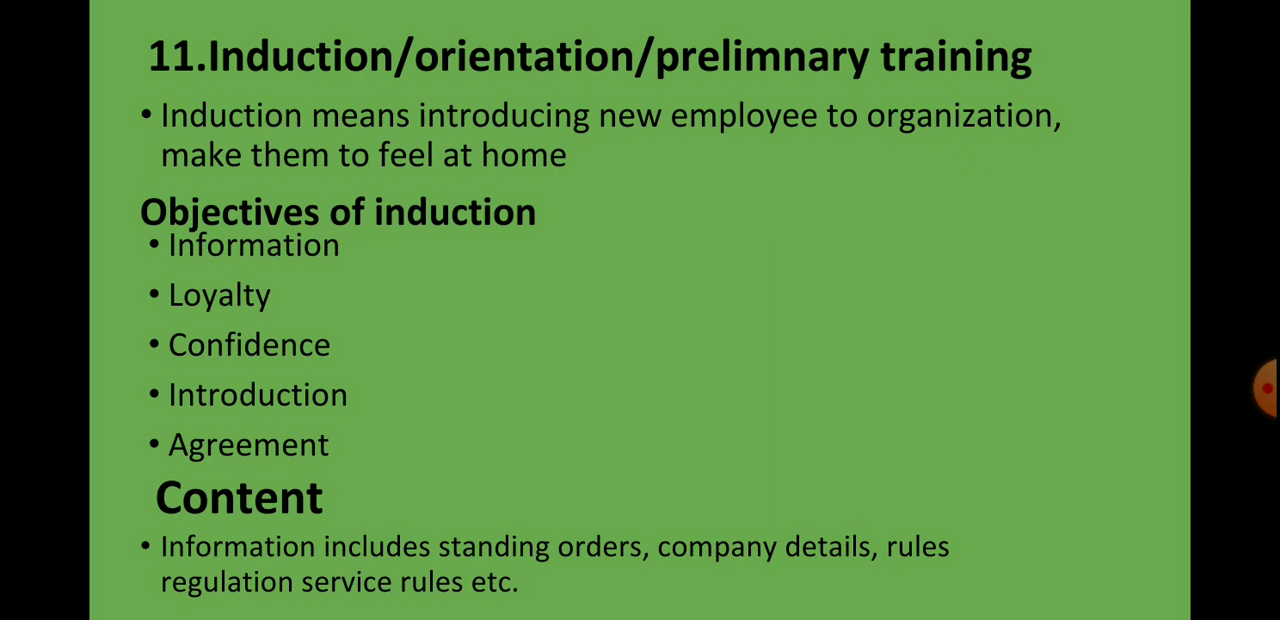 11.Induction/orientation/prelimnary training
• Induction means introducing new employee to organization,
make them to feel at home
Objectives of induction
• Information
• Loyalty
• Confidence
• Introduction
• Agreement
Content
• Information includes standing orders, company details, rules
regulation service rules etc.